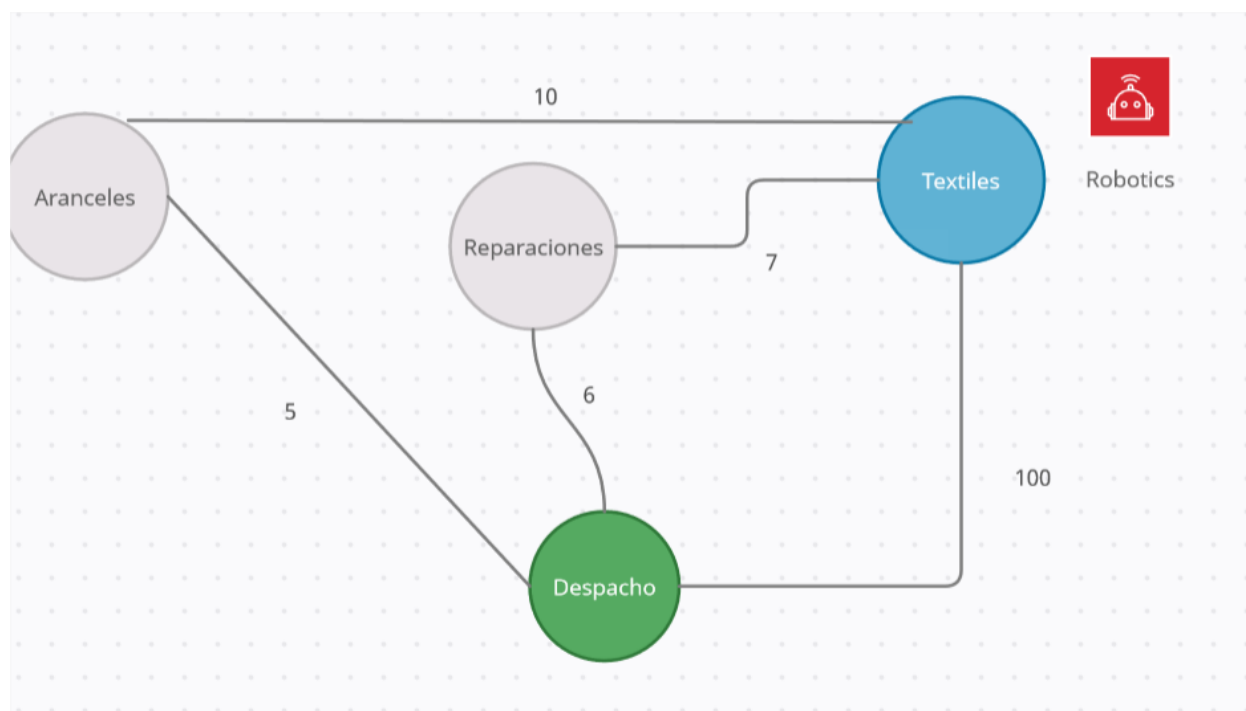 10
Aranceles
Textiles
Robotics
Reparaciones
7
6
5
100
Despacho